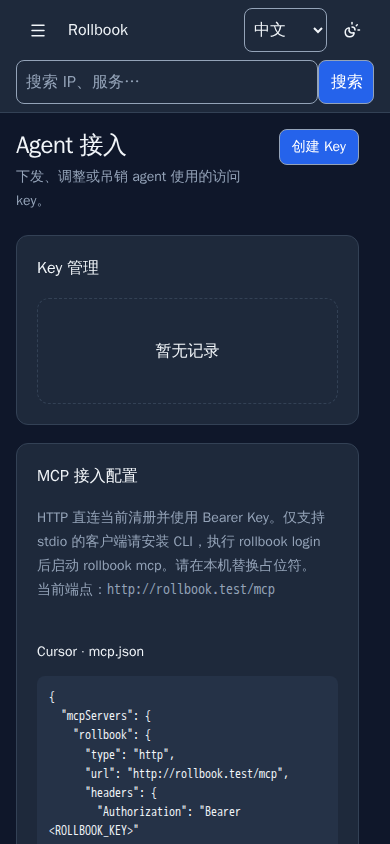 Rollbook
中文
搜索 IP、服务…
搜索
Agent 接入
创建 Key
下发、调整或吊销 agent 使用的访问
key。
Key 管理
暂无记录
MCP 接入配置
HTTP 直连当前清册并使用 Bearer Key。仅支持
stdio 的客户端请安装 CLI，执行 rollbook login
后启动 rollbook mcp。请在本机替换占位符。
当前端点：http://rollbook.test/mcp
Cursor · mcp.json
{
  "mcpServers": {
    "rollbook": {
      "type": "http",
      "url": "http://rollbook.test/mcp",
      "headers": {
        "Authorization": "Bearer
<ROLLBOOK_KEY>"